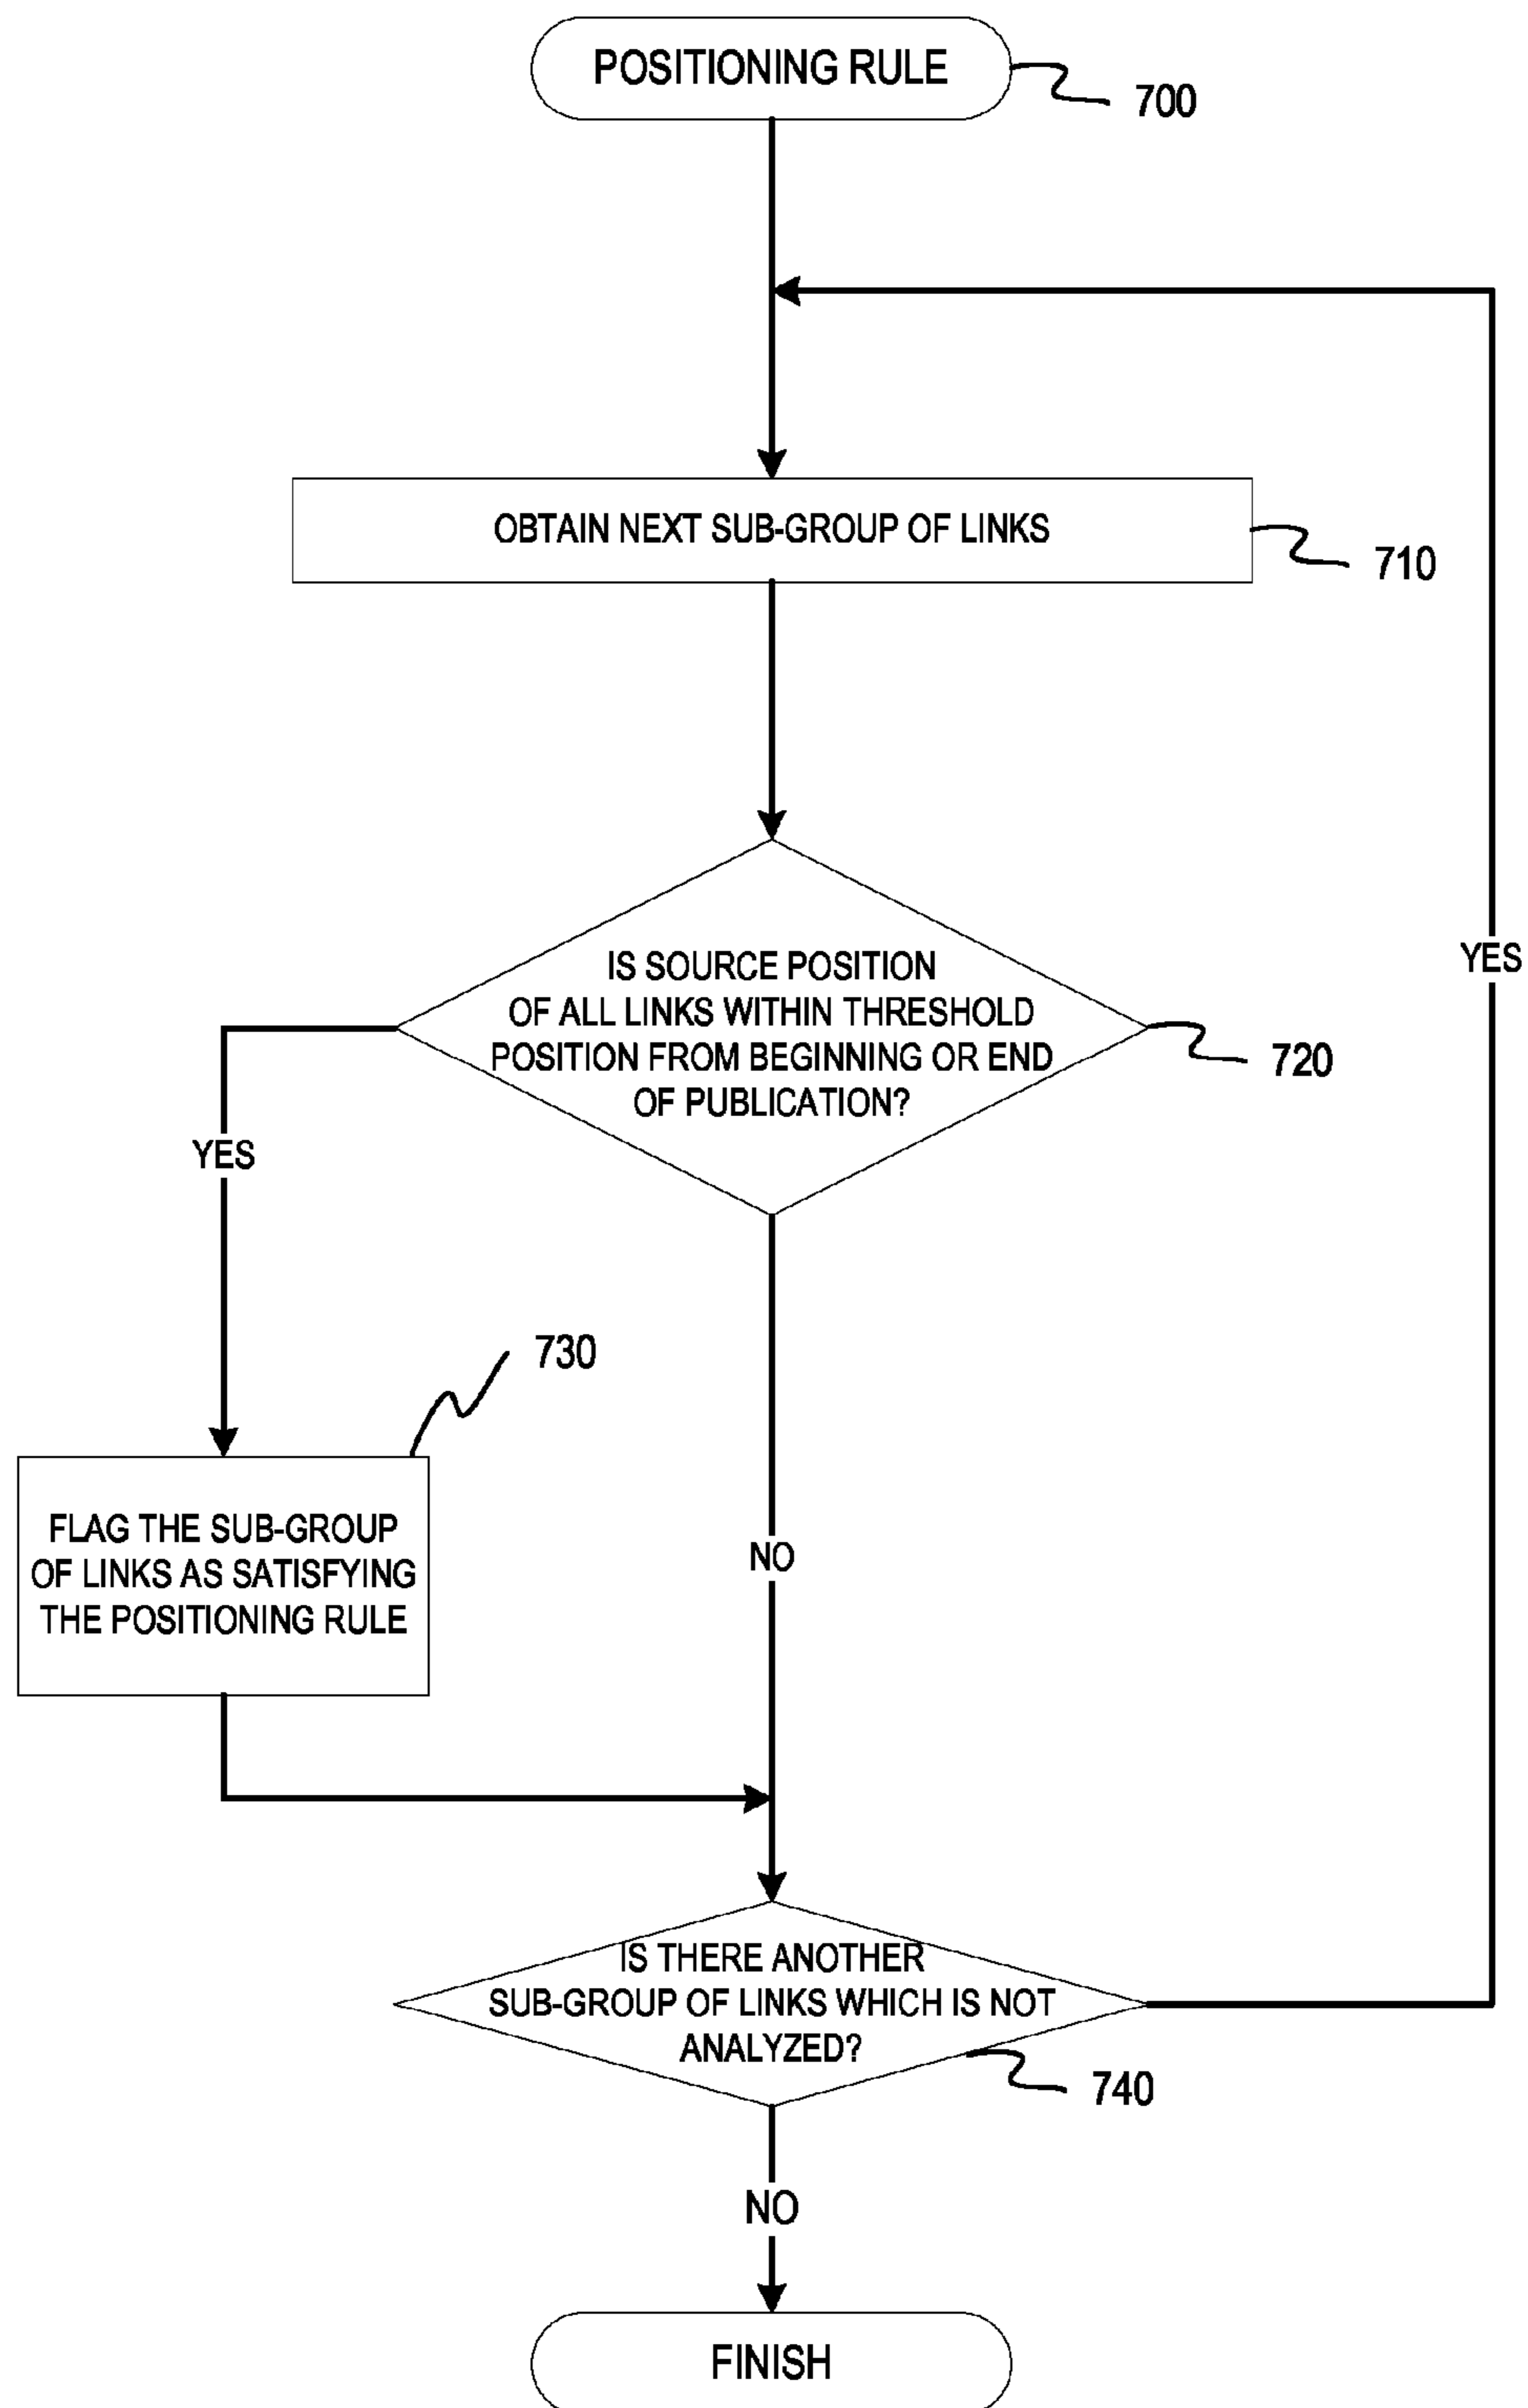 POSITIONING RULE
700
OBTAIN NEXT SUB-GROUP OF LINKS
710
IS SOURCE POSITION
OF ALL LINKS WITHIN THRESHOLD
POSITION FROM BEGINNING OR END
OF PUBLICATION?
720
YES
YES
730
FLAG THE SUB-GROUP
OF LINKS AS SATISFYING
THE POSITIONING RULE
NO
IS THERE ANOTHER
SUB-GROUP OF LINKS WHICH IS NOT
ANALYZED?
740
NO
FINISH